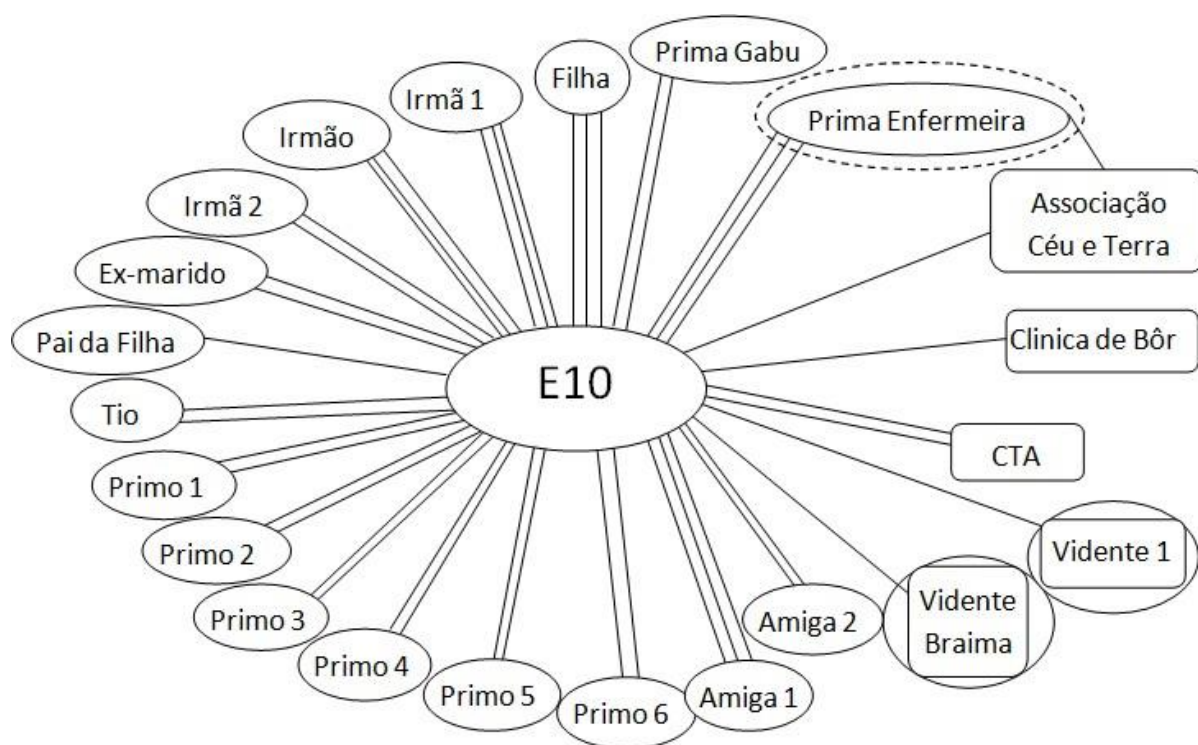 Prima Gabu
Filha
Irmã 1
Prima Enfermeira
Irmão
Irmã 2
Associação
Céu e Terra
Ex-marido
Pai da Filha
Clinica de Bôr
E10
Tio
CTA
Primo 1
Primo 2
Vidente 1
Primo 3
Amiga 2
Vidente
Braima
Primo 4
Primo 5
Primo 6
Amiga 1